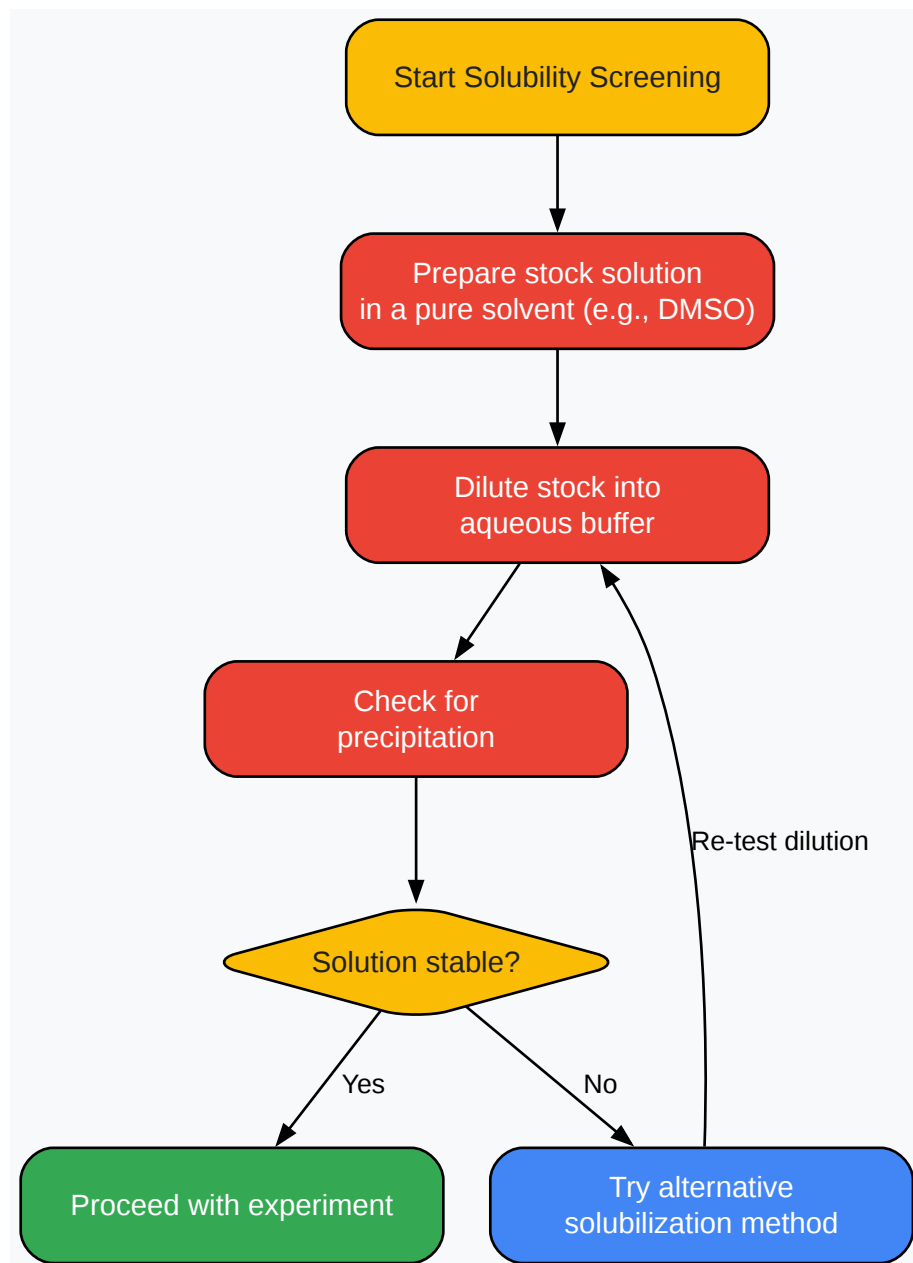 Start Solubility Screening
Prepare stock solution
in a pure solvent (e.g., DMSO)
Dilute stock into
aqueous buffer
Check for
precipitation
Re-test dilution
Solution stable?
Yes
No
Proceed with experiment
Try alternative
solubilization method